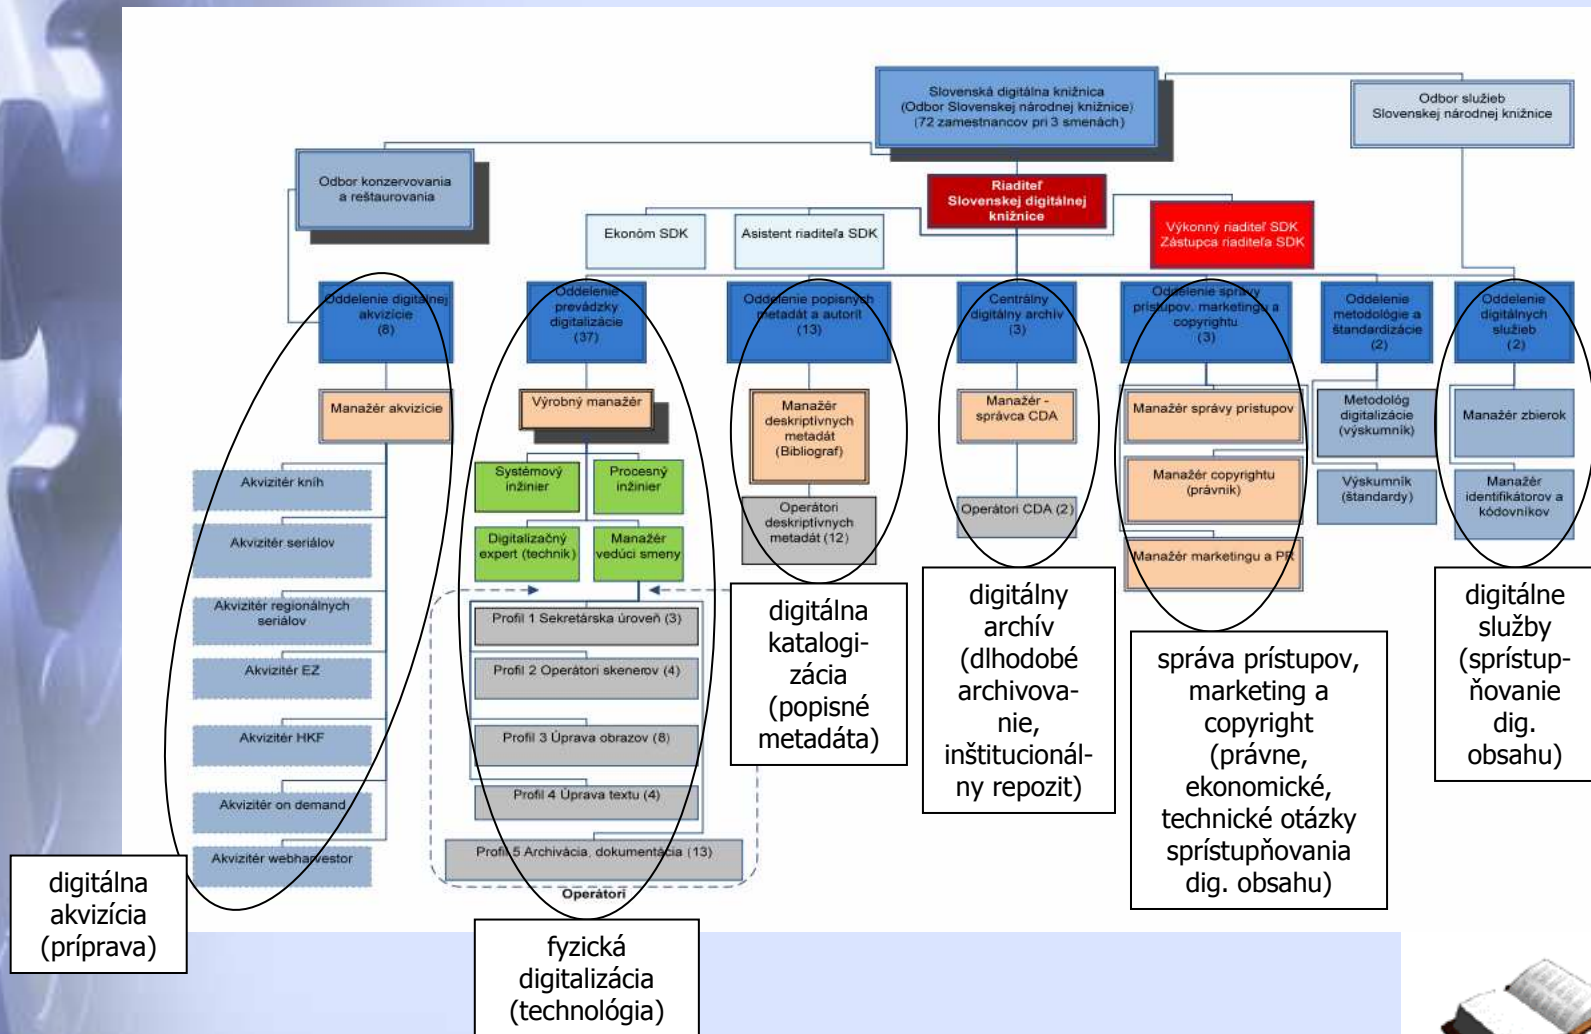 Slovenská digitálna knižnica
(Odbor Slovenskej národnej knižnice)
(72 zamestnancov pri 3 smenách)
Odbor služieb
Slovenskej národnej knižnice
Odbor konzervovania
a reštaurovania
Riaditeľ
Slovenskej digitálnej
knižnice
Ekonóm SDK
Asistent riaditeľa SDK
Výkonný riaditeľ SDK
Zástupca riaditeľa SDK
Oddelenie digitálnej
akvizície
(8)
Oddelenie
prevádzky
digitalizácie
(37)
Oddelenie popisných
metadát a autorít
(13)
Centrálny
digitálny archív
(3)
Oddelenie správy
prístupov, marketingu a
copyrightu
(3)
Oddelenie
metodológie a
štandardizácie
(2)
Oddelenie
digitálnych
služieb
(2)
Manažér akvizície
Akvizitér kníh
Akvizitér seriálov
Akvizitér regionálnych
seriálov
Akvizitér EZ
Akvizitér HKF
Akvizitér on demand
Akvizitér webharvestor
Výrobný manažér
Systémový
inžinier
Procesný
inžinier
Digitalizačný
expert (technik)
Manažér
vedúci smeny
Profil 1 Sekretárska úroveň (3)
Profil 2 Operátori skenerov (4)
Profil 3 Úprava obrazov (8)
Profil 4 Úprava textu (4)
Profil 5 Archivácia, dokumentácia (13)
Operátori
Manažér
deskriptívnych
metadát
(Bibliograf)
Operátori
deskriptívnych
metadát (12)
Manažér -
správca CDA
Operátori CDA (2)
Manažér správy prístupov
Manažér copyrightu
(právnik)
Manažér marketingu a PR
Metodológ
digitalizácie
(výskumník)
Výskumník
(štandardy)
Manažér zbierok
Manažér
identifikátorov a
kódovníkov
digitálna
akvizícia
(príprava)
fyzická
digitalizácia
(technológia)
digitálna
katalogi-
zácia
(popisné
metadáta)
digitálny
archív
(dlhodobé
archivova-
nie,
inštitucionál-
ny repozit)
správa prístupov,
marketing a
copyright
(právne,
ekonomické,
technické otázky
sprístupňovania
dig. obsahu)
digitálne
služby
(sprístup-
ňovanie
dig.
obsahu)